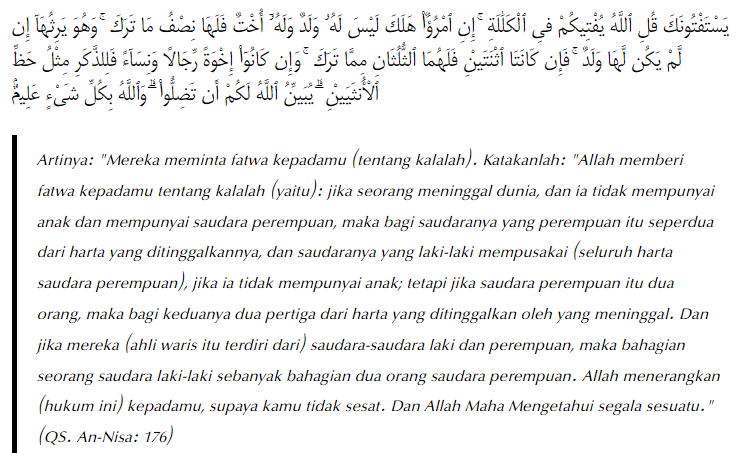 يَسْتَفْتُونَكَ قُلِ ٱللَّهُ يُفْتِيكُمْ فِى ٱلْكَلَٰلَةِ ۚ إِنِ ٱمْرُؤٌا۟ هَلَكَ لَيْسَ لَهُۥ وَلَدٌ وَلَهُۥٓ أُخْتٌ فَلَهَا نِصْفُ مَا تَرَكَ ۚ وَهُوَ يَرِثُهَآ إِن
لَّمْ يَكُن لَّهَا وَلَدٌ ۚ فَإِن كَانَتَا ٱثْنَتَيْنِ فَلَهُمَا ٱلثُّلُثَانِ مِمَّا تَرَكَ ۚ وَإِن كَانُوٓا۟ إِخْوَةً رِّجَالًا وَنِسَآءً فَلِلذَّكَرِ مِثْلُ حَظِّ
ٱلْأُنثَيَيْنِ ۗ يُبَيِّنُ ٱللَّهُ لَكُمْ أَن تَضِلُّوا۟ ۗ وَٱللَّهُ بِكُلِّ شَىْءٍ عَلِيمٌۢ
Artinya: "Mereka meminta fatwa kepadamu (tentang kalalah). Katakanlah: "Allah memberi
fatwa kepadamu tentang kalalah (yaitu): jika seorang meninggal dunia, dan ia tidak mempunyai
anak dan mempunyai saudara perempuan, maka bagi saudaranya yang perempuan itu seperdua
dari harta yang ditinggalkannya, dan saudaranya yang laki-laki mempusakai (seluruh harta
saudara perempuan), jika ia tidak mempunyai anak; tetapi jika saudara perempuan itu dua
orang, maka bagi keduanya dua pertiga dari harta yang ditinggalkan oleh yang meninggal. Dan
jika mereka (ahli waris itu terdiri dari) saudara-saudara laki dan perempuan, maka bahagian
seorang saudara laki-laki sebanyak bahagian dua orang saudara perempuan. Allah menerangkan
(hukum ini) kepadamu, supaya kamu tidak sesat. Dan Allah Maha Mengetahui segala sesuatu."
(QS. An-Nisa: 176)